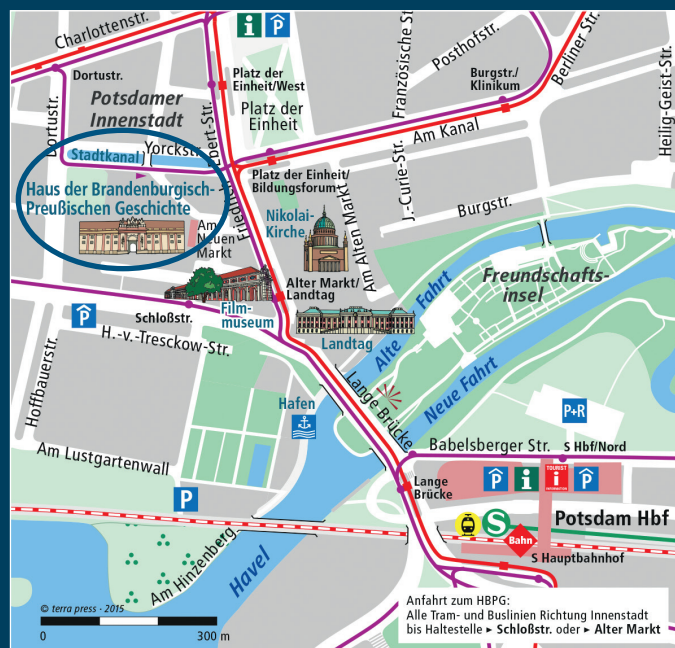 Charlottenstr.
Dortustr.
Dortustr.
Potsdamer
Innenstadt
i
P
Platz der
Einheit/West
Platz der
Einheit
Französische Str.
Posthofstr.
Burgstr./
Klinikum
Berliner Str.
Heilig-Geist-Str.
Am Kanal
Stadtkanal
Yorckstr.
Platz der Einheit/
Bildungsforum
J.-Curie-Str.
Burgstr.
Haus der Brandenburgisch-
Preußischen Geschichte
Am
Neuen
Markt
Nikolai-
Kirche
Am Alten Markt
Freundschafts-
insel
Alter Markt/
Landtag
Film-
museum
Landtag
Schloßstr.
P
H.-v.-Tresckow-Str.
Hoffbauerstr.
Alte Fahrt
Neue Fahrt
Lange Brücke
Hafen
P+R
Babelsberger Str.
S Hbf/Nord
Am Lustgartenwall
P
Lange
Brücke
P
i
TOURIST
i
INFORMATION
P
S
Potsdam Hbf
Bahn
S Hauptbahnhof
Am Hinzenberg
Havel
© terra press - 2015
0
300 m
Anfahrt zum HBPG:
Alle Tram- und Buslinien Richtung Innenstadt
bis Haltestelle ► Schloßstr. oder ► Alter Markt